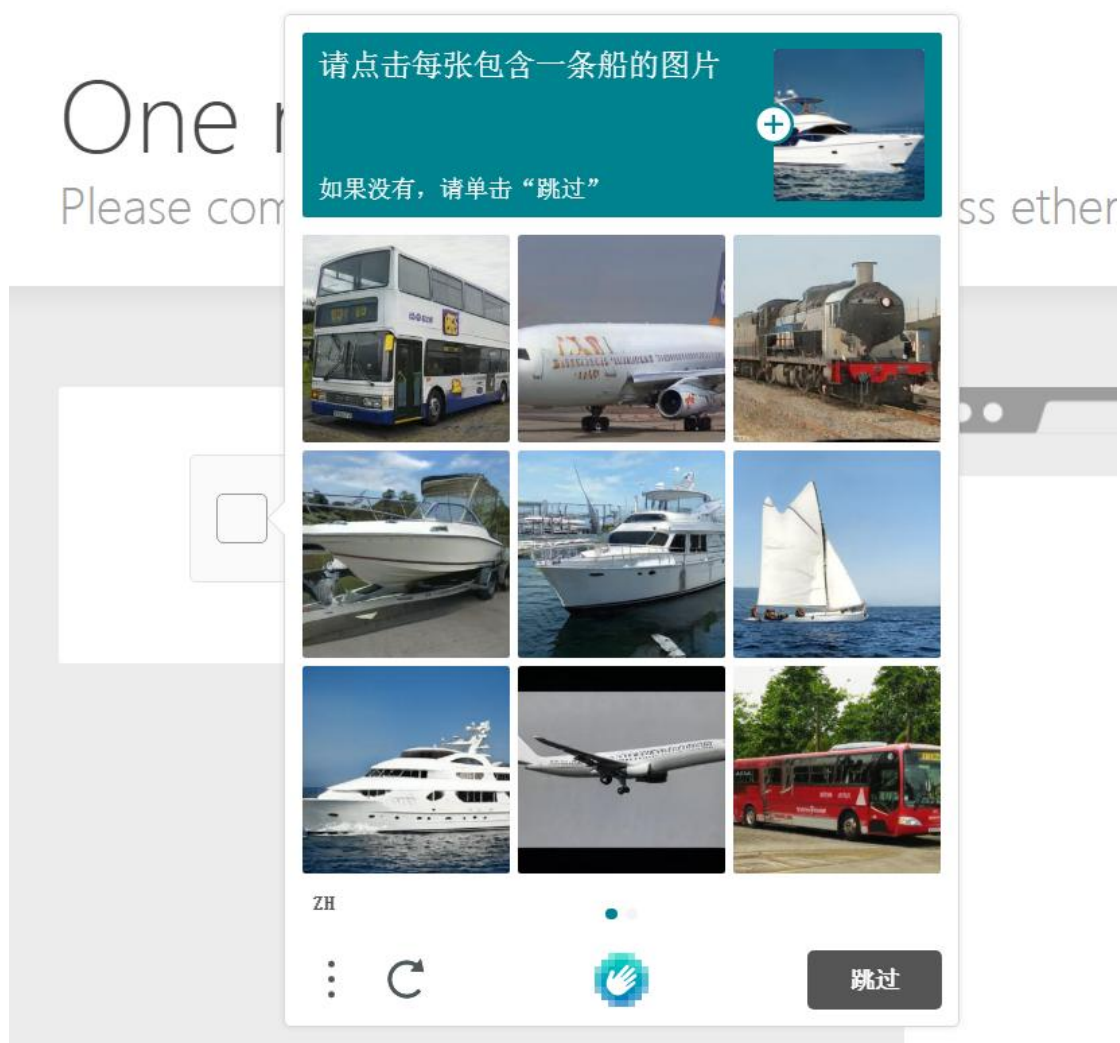 请点击每张包含一条船的图片
如果没有，请单击“跳过”
One
Please com
ss ether
ZH
跳过